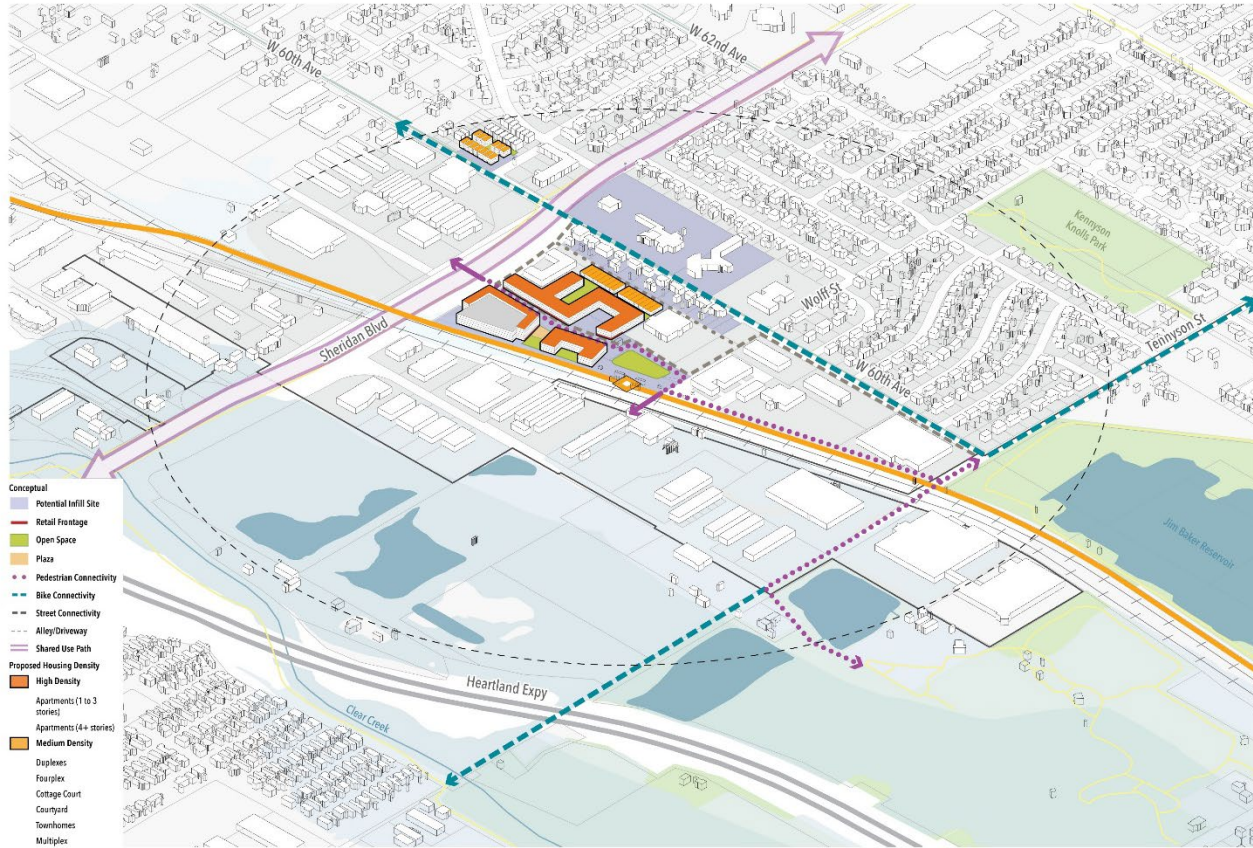 W 60th Ave
W 62nd Ave
Kennyson
Knolls Park
Wolff St
Tennyson St
Sheridan Blvd
W 60th Ave
Jim Baker Reservoir
Heartland Expy
Clear Creek
Conceptual
Potential Infill Site
Retail Frontage
Open Space
Plaza
Pedestrian Connectivity
Bike Connectivity
Street Connectivity
Alley/Driveway
Shared Use Path
Proposed Housing Density
High Density
Apartments (1 to 3
stories)
Apartments (4+ stories)
Medium Density
Duplexes
Fourplex
Cottage Court
Courtyard
Townhomes
Multiplex